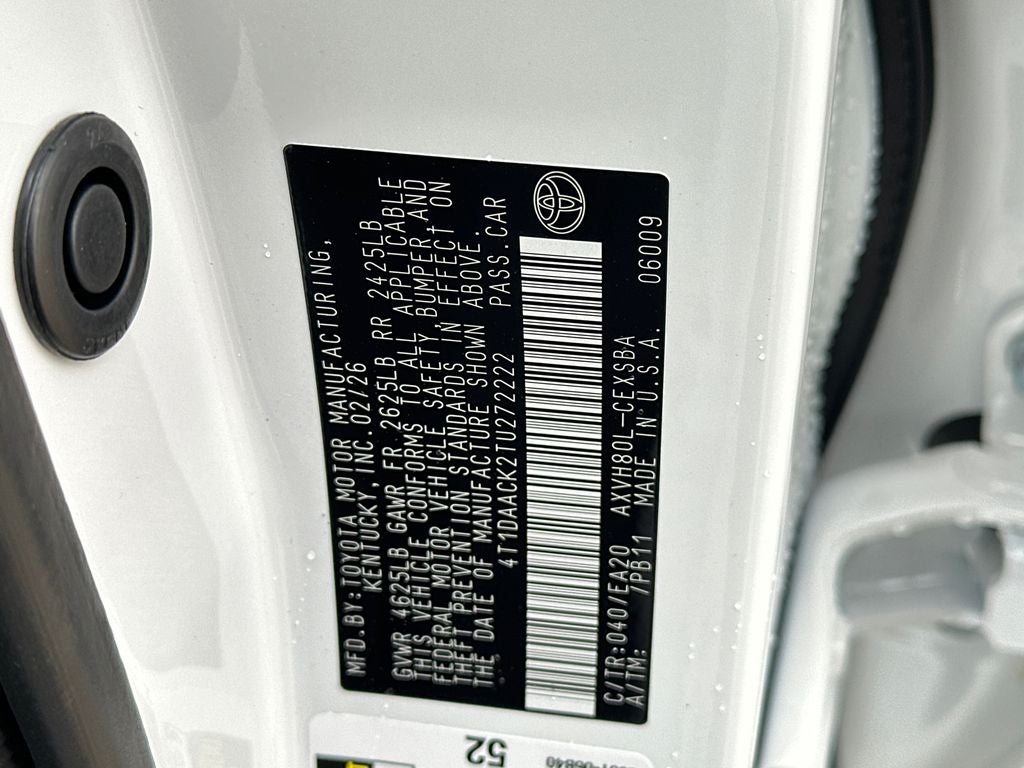 MFD.BY:TOYOTA MOTOR MANUFACTURING,
KENTUCKY,INC 02/26
GVWR 4625LB GAWR FR 2625LB RR 2425LB
THIS VEHICLE CONFORMS TO ALL APPLICABLE
FEDERAL MOTOR VEHICLE SAFETY,BUMPER,AND
THEFT PREVENTION STANDARDS IN EFFECT ON
THE DATE OF MANUFACTURE SHOWN ABOVE.
4T1DAACK2TU272222 PASS.CAR
C/TR:040/EA20 AXVH80L-CEXSBA 06009
A/TM: /PB11 MADE IN U.S.A.
52